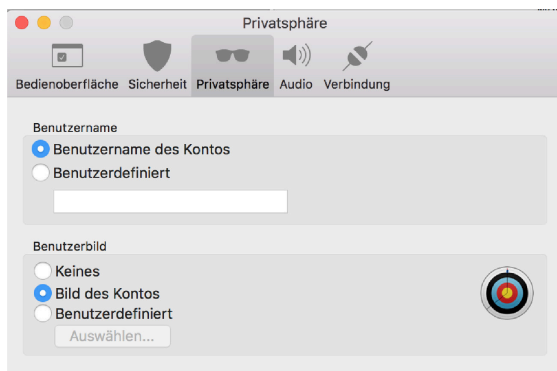 Privatsphäre
Bedienoberfläche Sicherheit Privatsphäre Audio Verbindung
Benutzername
Benutzername des Kontos
Benutzerdefiniert
Benutzerbild
Keines
Bild des Kontos
Benutzerdefiniert
Auswählen...